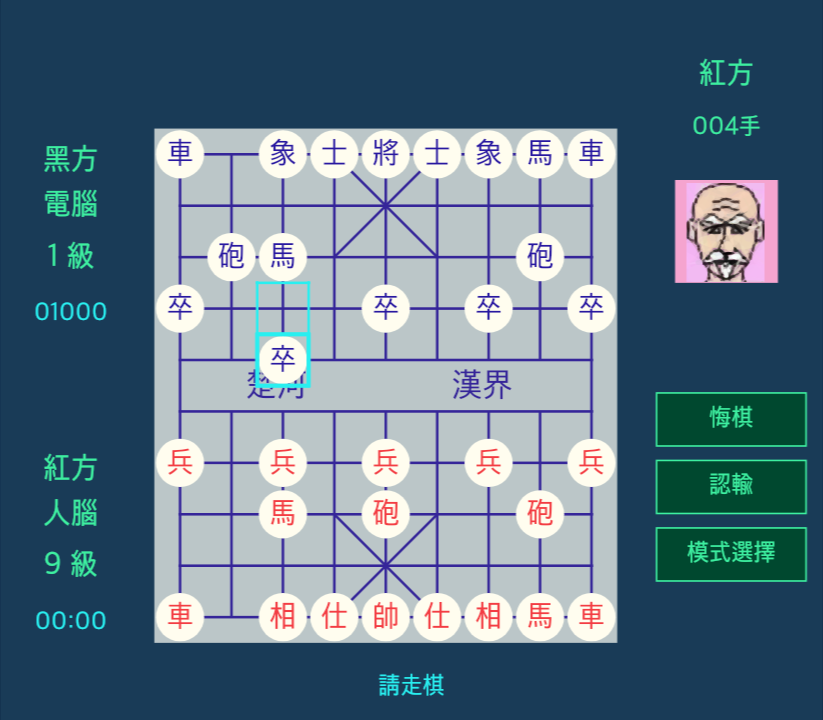 紅方
004手
黑方
電腦
1級
01000
車 象 士 將 士 象 馬 車
砲 馬 砲
卒 卒 卒 卒
卒
楚河 漢界
兵 兵 兵 兵 兵
馬 砲 砲
車 相 仕 帥 仕 相 馬 車
紅方
人腦
9級
00:00
悔棋
認輸
模式選擇
請走棋